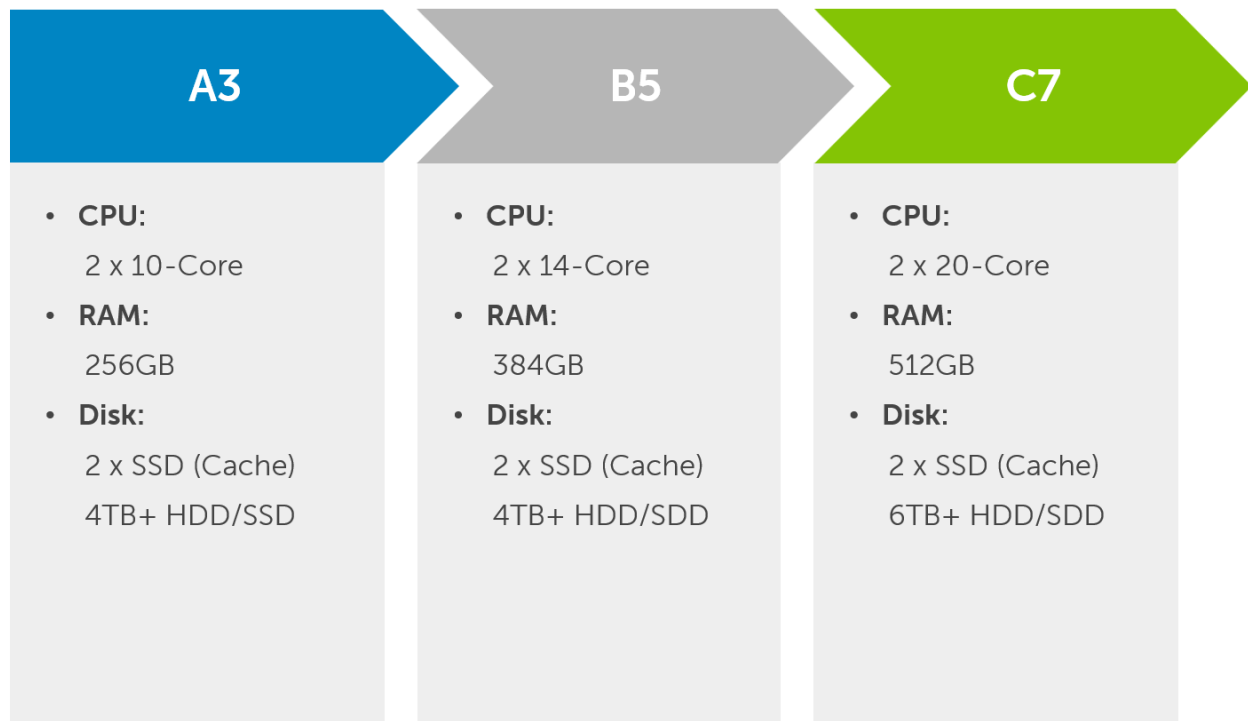 A3
• CPU:
2 x 10-Core
• RAM:
256GB
• Disk:
2 x SSD (Cache)
4TB+ HDD/SSD
B5
• CPU:
2 x 14-Core
• RAM:
384GB
• Disk:
2 x SSD (Cache)
4TB+ HDD/SDD
C7
• CPU:
2 x 20-Core
• RAM:
512GB
• Disk:
2 x SSD (Cache)
6TB+ HDD/SDD